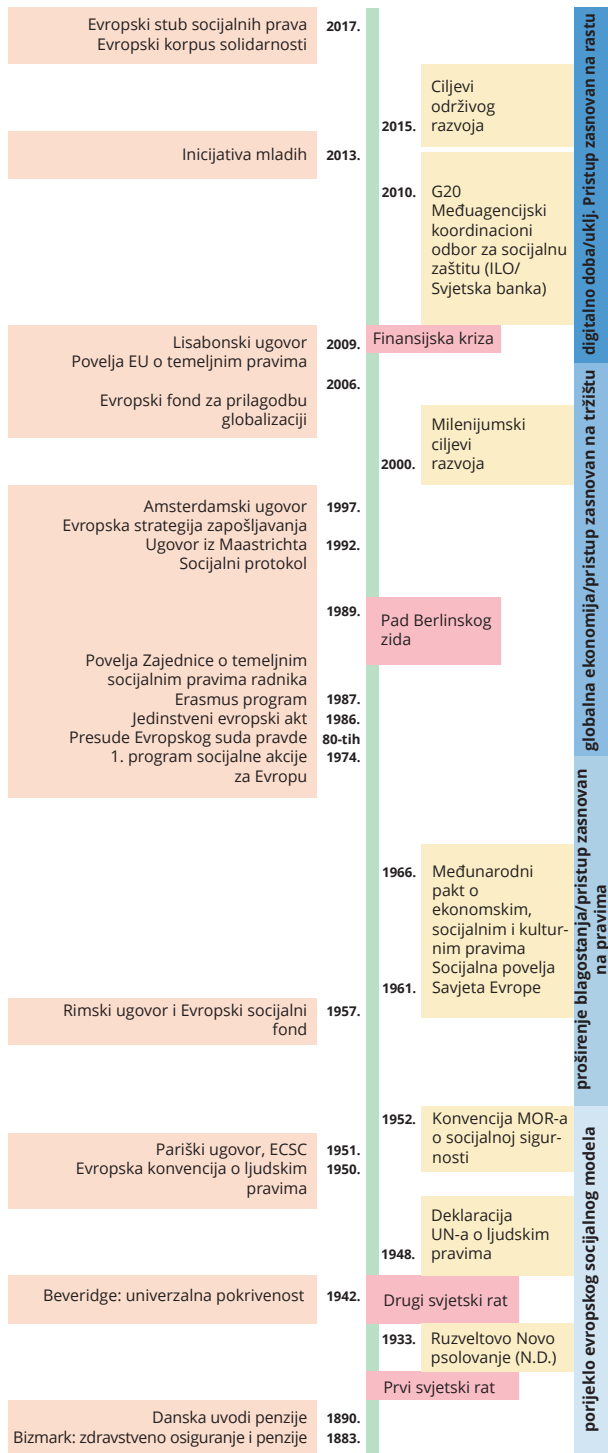 Evropski stub socijalnih prava 2017.
Evropski korpus solidarnosti
Ciljevi
održivog
2015. razvoja
Inicijativa mladih 2013.
2010. G20
Međuagencijski
koordinacioni
odbor za socijalnu
zaštitu (ILO/
Svjetska banka)
Lisabonski ugovor 2009. Finansijska kriza
Povelja EU o temeljnim pravima
2006.
Evropski fond za prilagodbu
globalizaciji
Milenijumski
ciljevi
2000. razvoja
Amsterdamski ugovor 1997.
Evropska strategija zapošljavanja
Ugovor iz Maastrichta 1992.
Socijalni protokol
1989. Pad Berlinskog
zida
Povelja Zajednice o temeljnim
socijalnim pravima radnika
Erasmus program 1987.
Jedinstveni evropski akt 1986.
Presude Evropskog suda pravde 80-tih
1. program socijalne akcije 1974.
za Evropu
1966. Međunarodni
pakt o
ekonomskim,
socijalnim i kultur-
nim pravima
Socijalna povelja
1961. Savjeta Evrope
Rimski ugovor i Evropski socijalni 1957.
fond
1952. Konvencija MOR-a
o socijalnoj sigur-
nosti
Pariški ugovor, ECSC 1951.
Evropska konvencija o ljudskim 1950.
pravima
Deklaracija
UN-a o ljudskim
1948. pravima
Beveridge: univerzalna pokrivenost 1942. Drugi svjetski rat
1933. Ruzveltovo Novo
psolovanje (N.D.)
Prvi svjetski rat
Danska uvodi penzije 1890.
Bizmark: zdravstveno osiguranje i penzije 1883.
digitalno doba/uklj. Pristup zasnovan na rastu
globalna ekonomija/pristup zasnovan na tržištu
proširenje blagostanja/pristup zasnovan
na pravima
porijeklo evropskog socijalnog modela